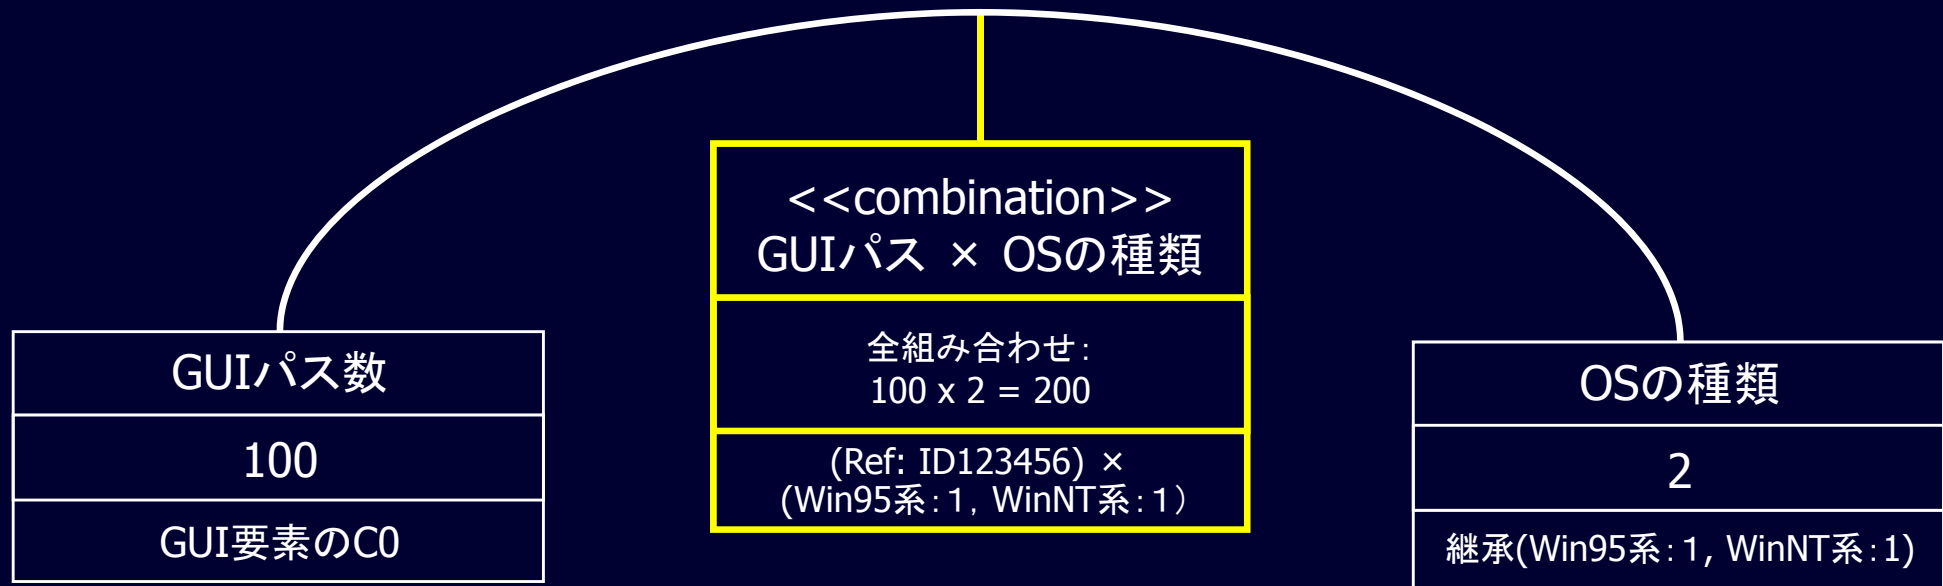 <<combination>>
GUIパス × OSの種類
全組み合わせ：
100 x 2 = 200
(Ref: ID123456) ×
(Win95系：１, WinNT系：１）
GUIパス数
100
GUI要素のC0
OSの種類
2
継承(Win95系：１, WinNT系：1)